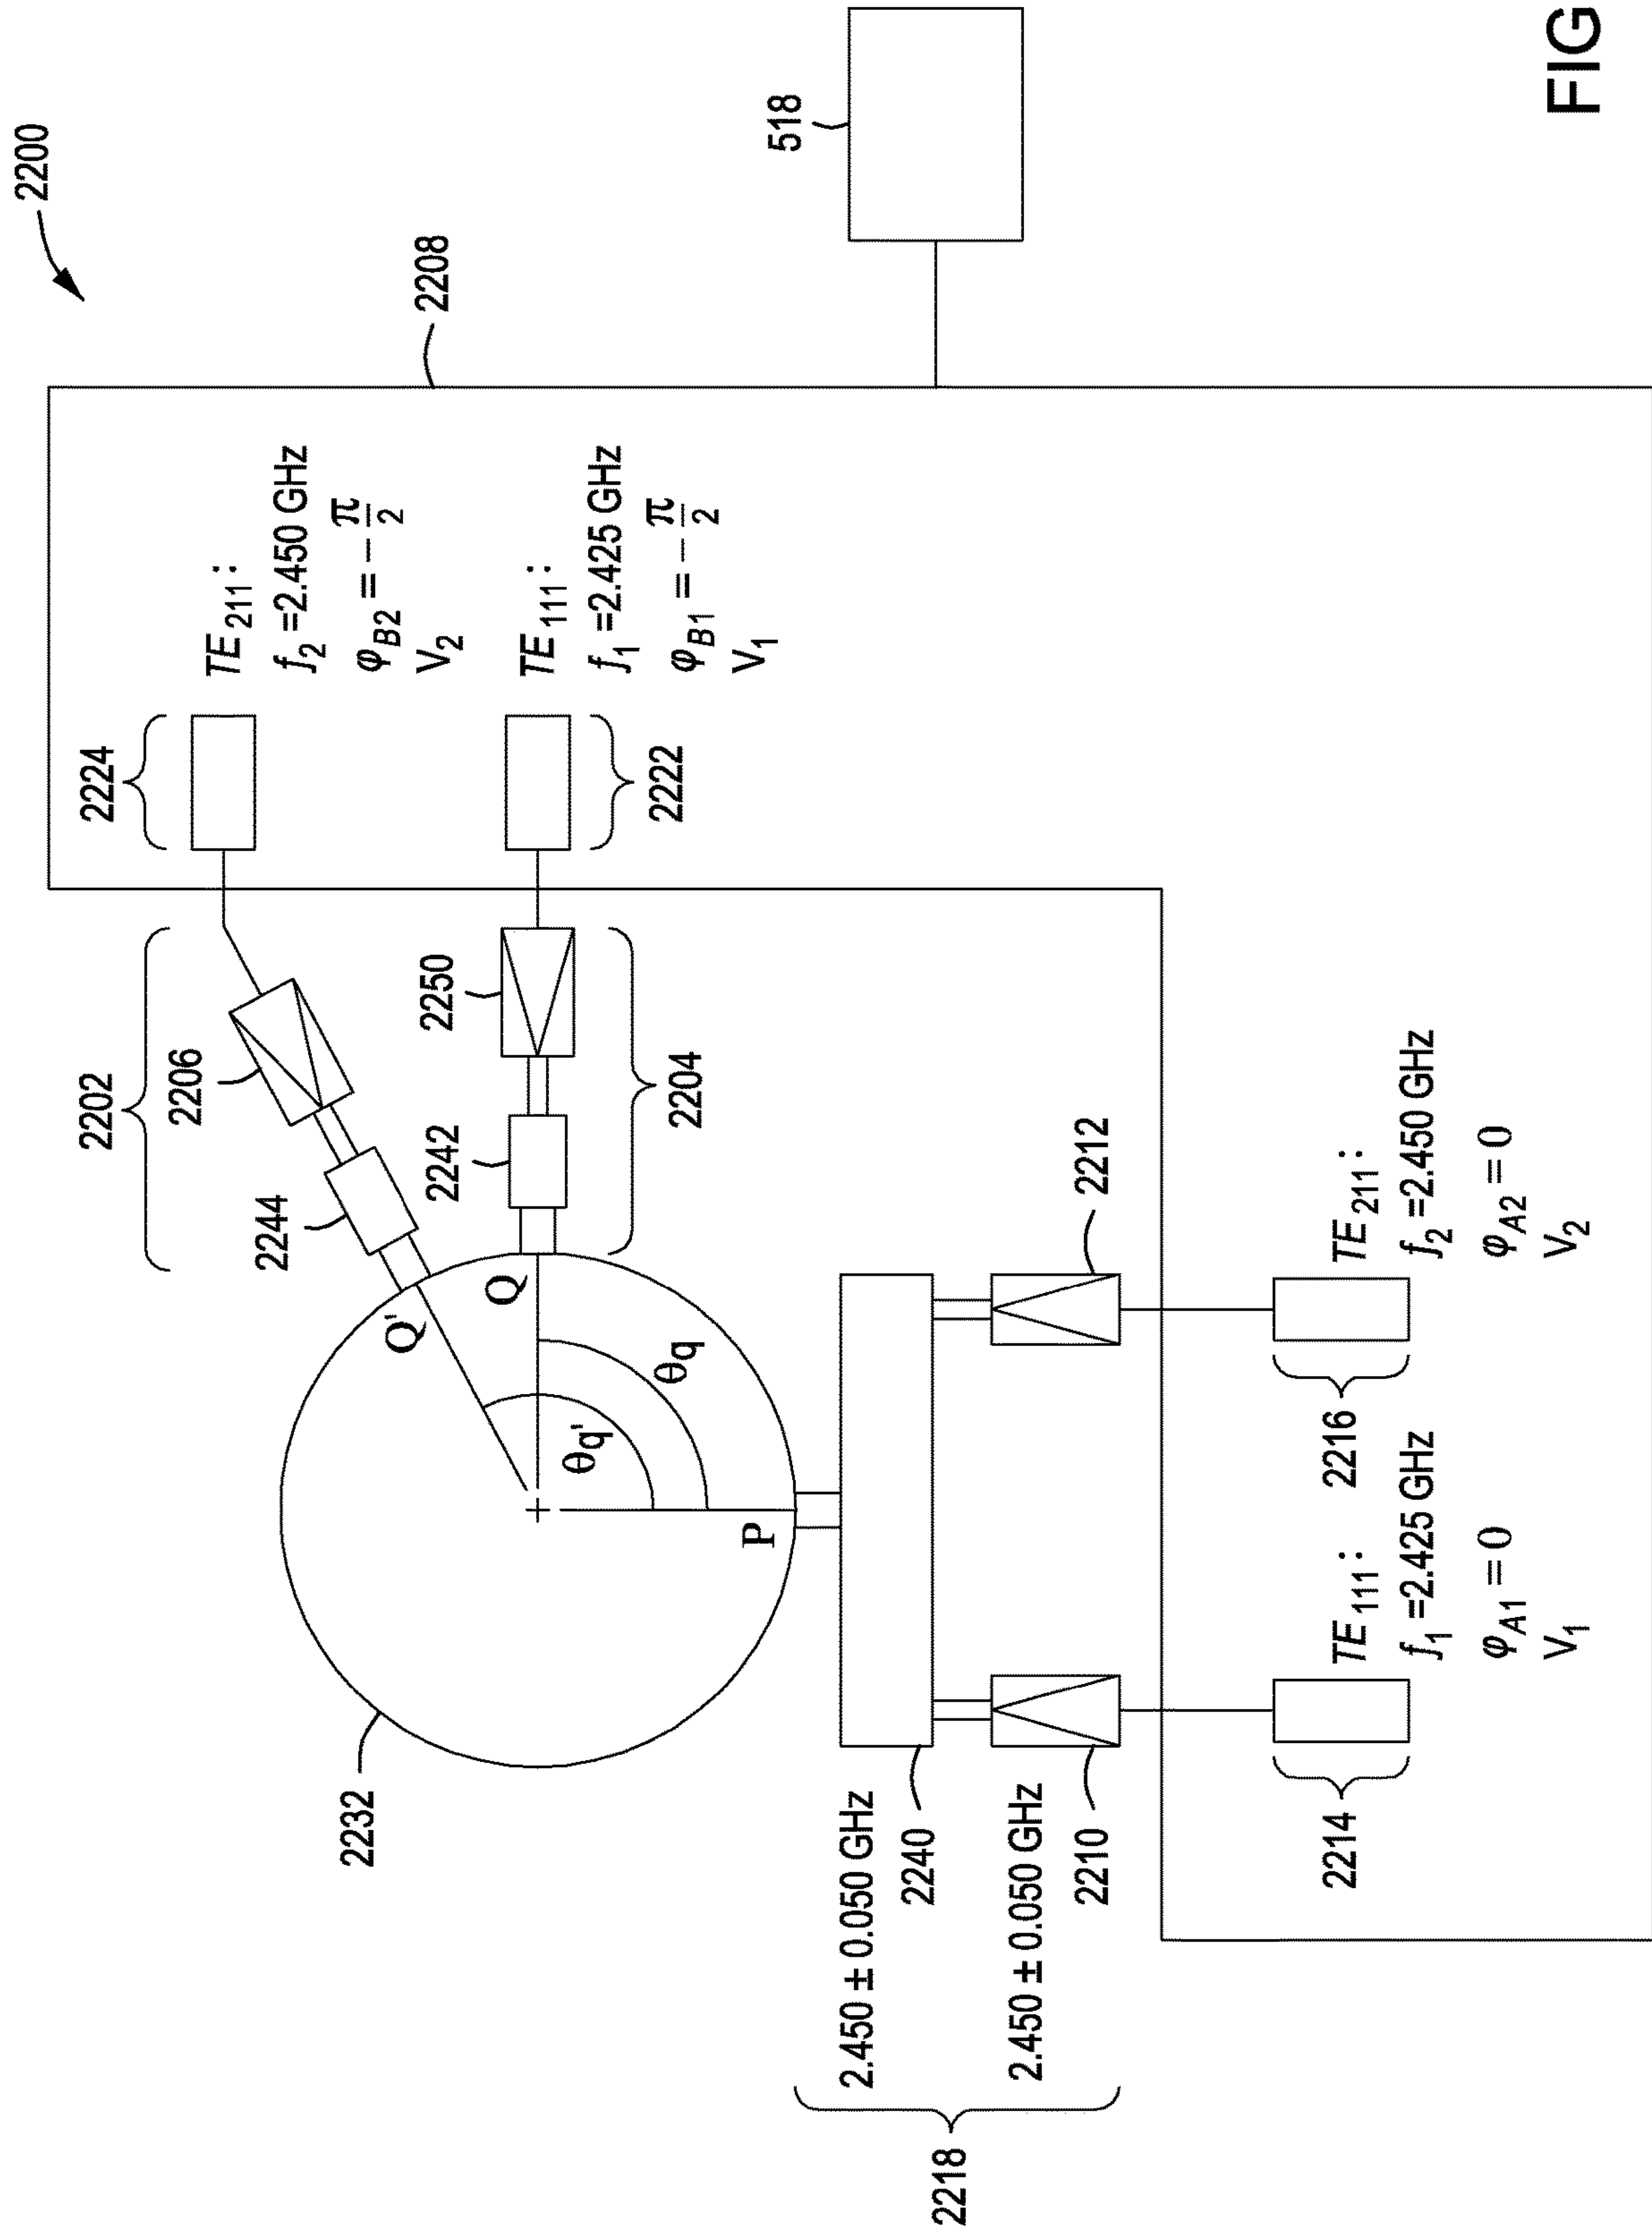 2200
2208
518
2224
TE211:
f2 =2.450 GHz
φB2 = -π/2
V2
2222
TE111:
f1 =2.425 GHz
φB1 = -π/2
V1
2202
2206
2244
2250
2242
2204
Q'
Q
θq'
θq
P
2232
2.450 ± 0.050 GHz
2240
2.450 ± 0.050 GHz
2210
2218
2212
2214
TE111:
f1 =2.425 GHz
φA1 = 0
V1
2216
TE211:
f2 =2.450 GHz
φA2 = 0
V2
FIG